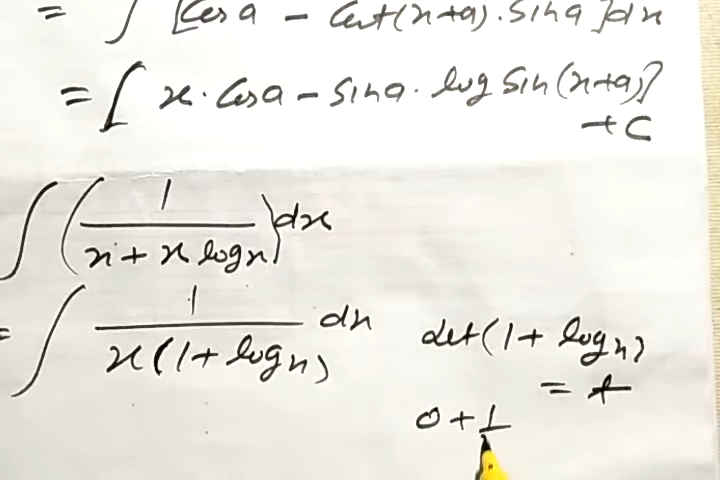 = ∫ [Cos a - Cot(x+a). Sin a] dx
= [ x. Cos a - Sin a. log Sin (x+a)]
+ C
∫ (1/(x + x log x)) dx
= ∫ 1/(x(1 + log x)) dx
Let (1 + log x)
= t
0 + 1